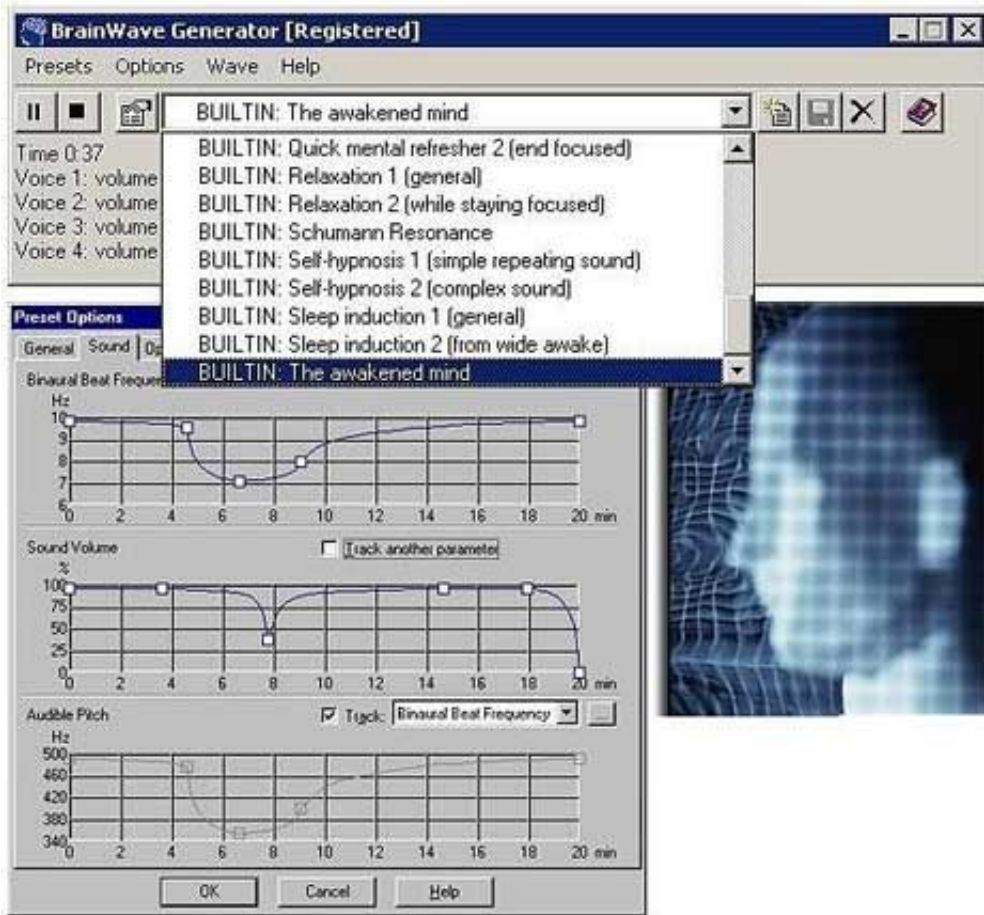 BrainWave Generator [Registered]
Presets Options Wave Help
BUILTIN: The awakened mind
Time 0:37
Voice 1: volume
Voice 2: volume
Voice 3: volume
Voice 4: volume
BUILTIN: Quick mental refresher 2 (end focused)
BUILTIN: Relaxation 1 (general)
BUILTIN: Relaxation 2 (while staying focused)
BUILTIN: Schumann Resonance
BUILTIN: Self-hypnosis 1 (simple repeating sound)
BUILTIN: Self-hypnosis 2 (complex sound)
BUILTIN: Sleep induction 1 (general)
BUILTIN: Sleep induction 2 (from wide awake)
BUILTIN: The awakened mind
Preset Options
General Sound Op
Binaural Beat Frequen
Hz
10
9
8
7
6
0 2 4 6 8 10 12 14 16 18 20 min
Sound Volume Track another parameter
%
100
75
50
25
0
0 2 4 6 8 10 12 14 16 18 20 min
Audible Pitch Track: Binaural Beat Frequency ...
Hz
500
460
420
380
340
0 2 4 6 8 10 12 14 16 18 20 min
OK Cancel Help